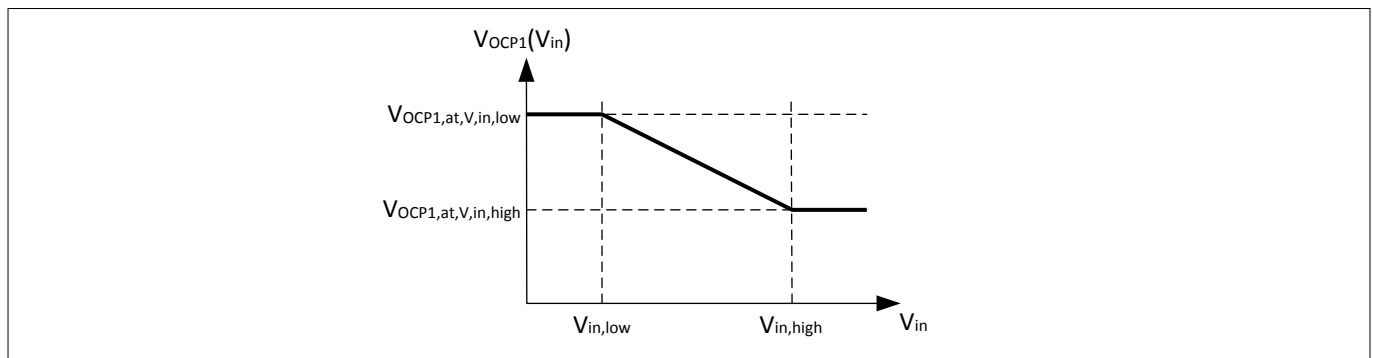 VOCP1(Vin)
VOCP1,at,V,in,low
VOCP1,at,V,in,high
Vin,low
Vin,high
Vin